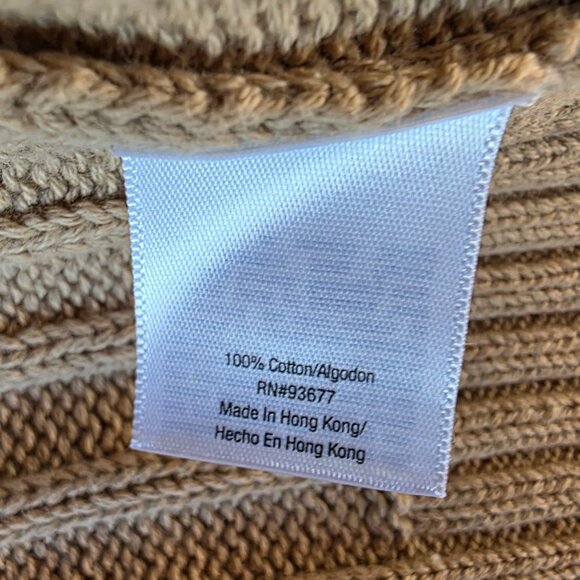 100% Cotton/Algodon
RN#93677
Made In Hong Kong/
Hecho En Hong Kong